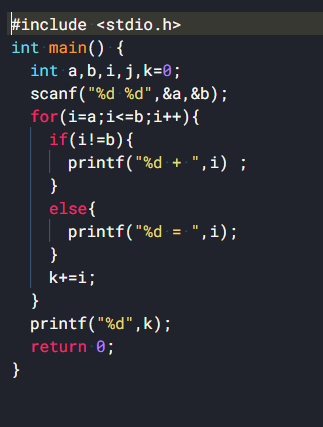 #include <stdio.h>
int main() {
  int a,b,i,j,k=0;
  scanf("%d %d",&a,&b);
  for(i=a;i<=b;i++){
    if(i!=b){
      printf("%d + ",i) ;
    }
    else{
      printf("%d = ",i);
    }
    k+=i;
  }
  printf("%d",k);
  return 0;
}